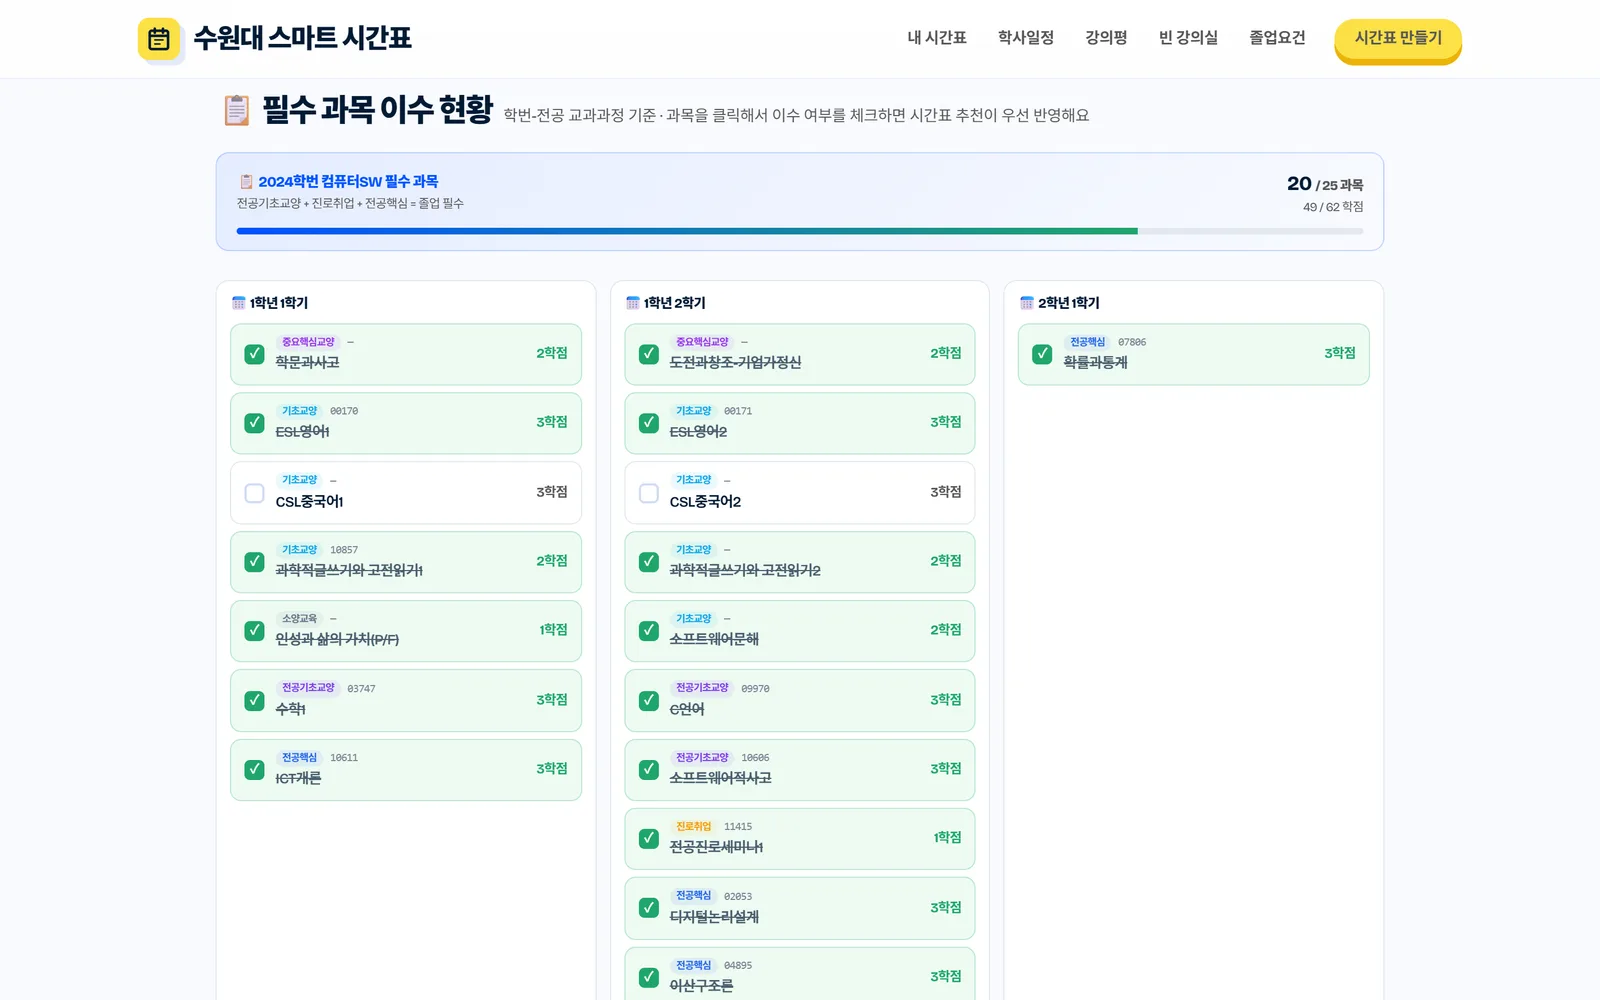 수원대 스마트 시간표
내 시간표
학사일정
강의평
빈 강의실
졸업요건
시간표 만들기
필수 과목 이수 현황
학번·전공 교과과정 기준 · 과목을 클릭해서 이수 여부를 체크하면 시간표 추천이 우선 반영해요
2024학번 컴퓨터SW 필수 과목
전공기초교양 + 진로취업 + 전공핵심 = 졸업 필수
20 / 25 과목
49 / 62 학점
1학년 1학기
중요핵심교양 —
학문과사고
2학점
기초교양 00170
ESL영어1
3학점
기초교양 —
CSL중국어1
3학점
기초교양 10857
과학적글쓰기와 고전읽기1
2학점
소양교육 —
인성과 삶의 가치(P/F)
1학점
전공기초교양 03747
수학1
3학점
전공핵심 10611
ICT개론
3학점
1학년 2학기
중요핵심교양 —
도전과창조-기업가정신
2학점
기초교양 00171
ESL영어2
3학점
기초교양 —
CSL중국어2
3학점
기초교양 —
과학적글쓰기와 고전읽기2
2학점
기초교양 —
소프트웨어문해
2학점
전공기초교양 09970
C언어
3학점
전공기초교양 10606
소프트웨어적사고
3학점
진로취업 11415
전공진로세미나1
1학점
전공핵심 02053
디지털논리설계
3학점
전공핵심 04895
이산구조론
3학점
2학년 1학기
전공핵심 07806
확률과통계
3학점